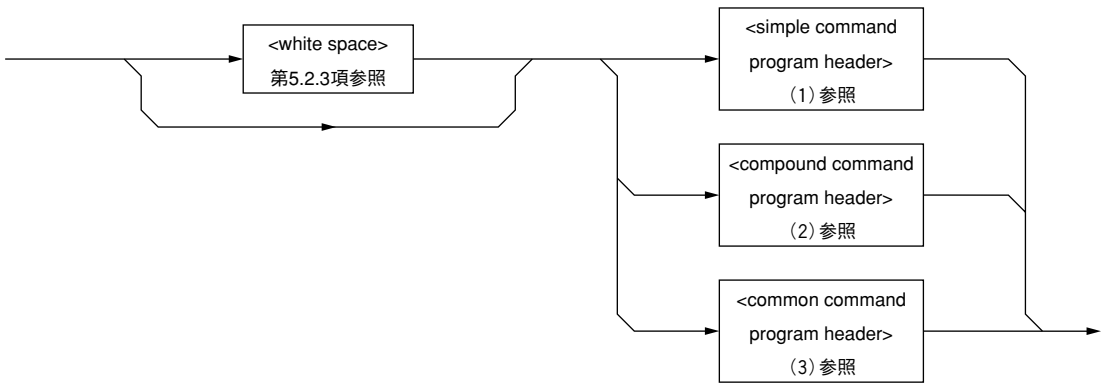 <white space>
第5.2.3項参照
<simple command
program header>
(1)参照
<compound command
program header>
(2)参照
<common command
program header>
(3)参照